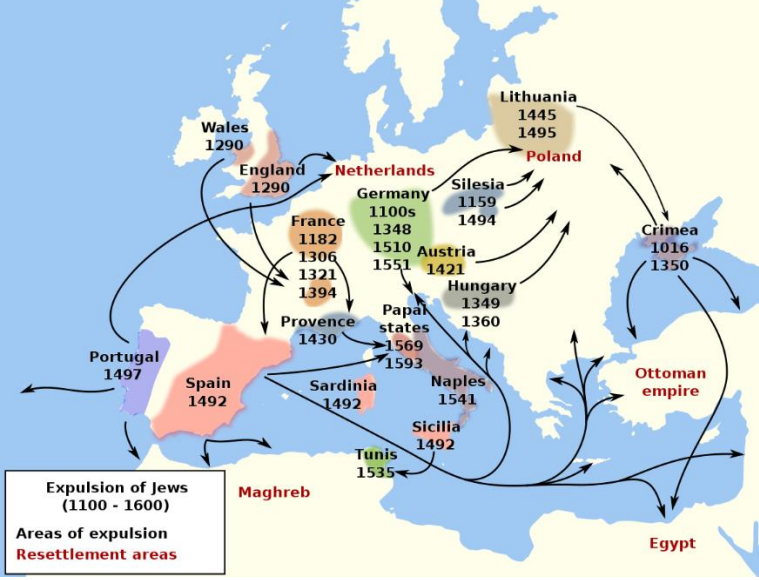 Lithuania
1445
1495
Poland
Wales
1290
England
1290
Netherlands
Germany
1100s
1348
1510
1551
Silesia
1159
1494
France
1182
1306
1321
1394
Austria
1421
Crimea
1016
1350
Hungary
1349
1360
Provence
1430
Papal
states
1569
1593
Portugal
1497
Spain
1492
Sardinia
1492
Naples
1541
Ottoman
empire
Sicilia
1492
Tunis
1535
Maghreb
Egypt
Expulsion of Jews
(1100 - 1600)
Areas of expulsion
Resettlement areas